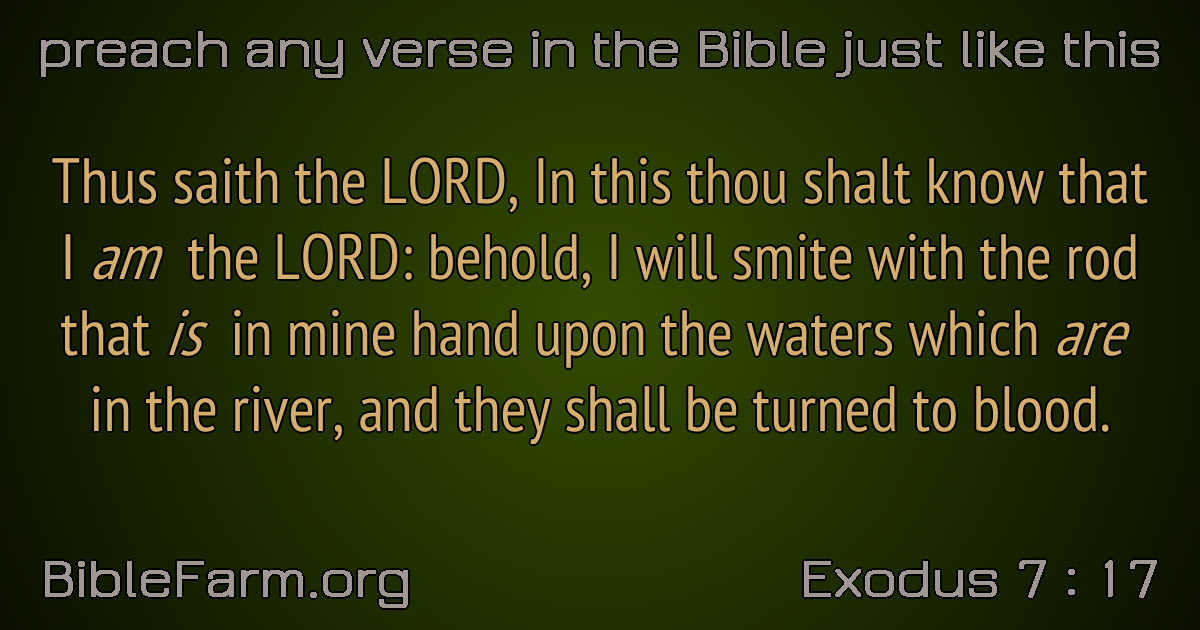 preach any verse in the Bible just like this
Thus saith the LORD, In this thou shalt know that
I am the LORD: behold, I will smite with the rod
that is in mine hand upon the waters which are
in the river, and they shall be turned to blood.
BibleFarm.org
Exodus 7 : 17